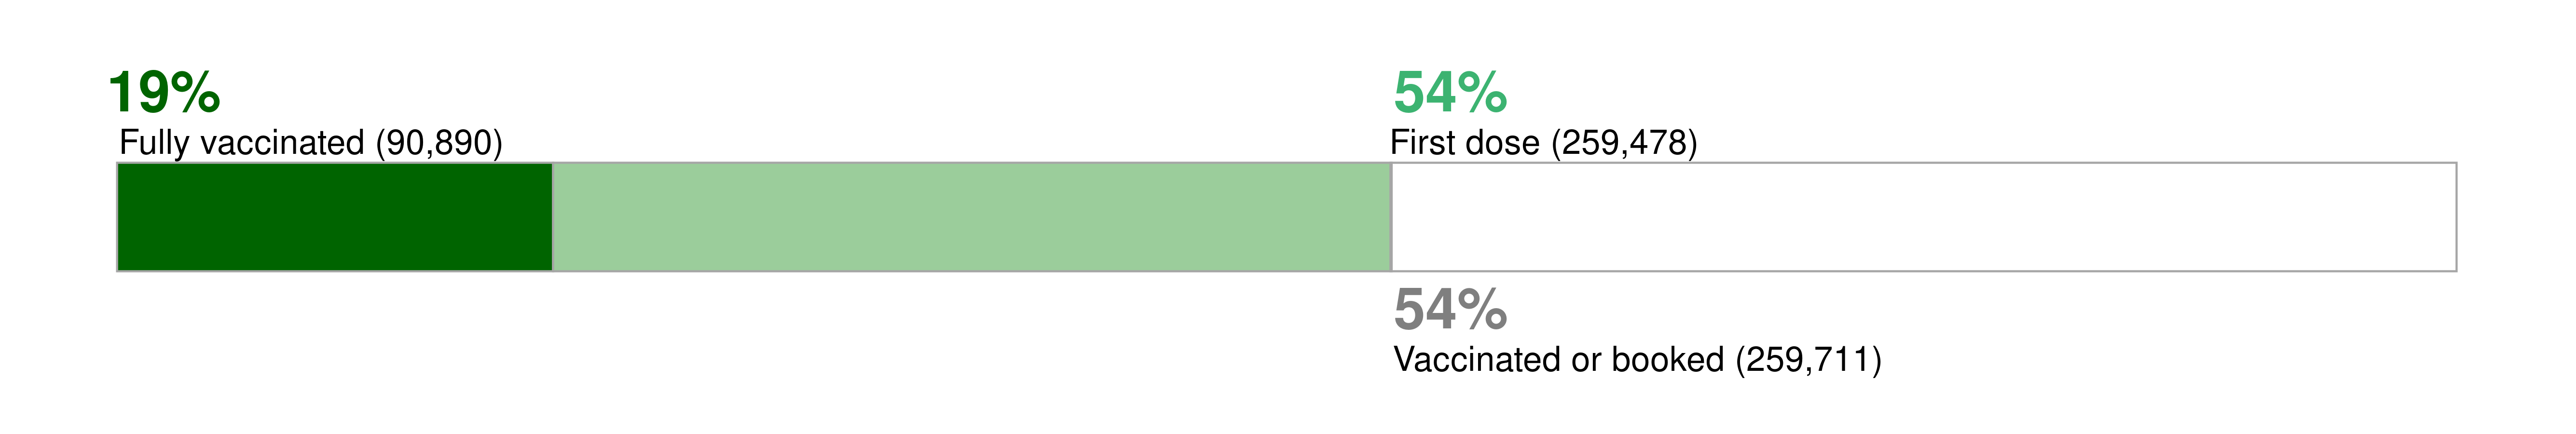 19%
Fully vaccinated (90,890)
54%
First dose (259,478)
54%
Vaccinated or booked (259,711)